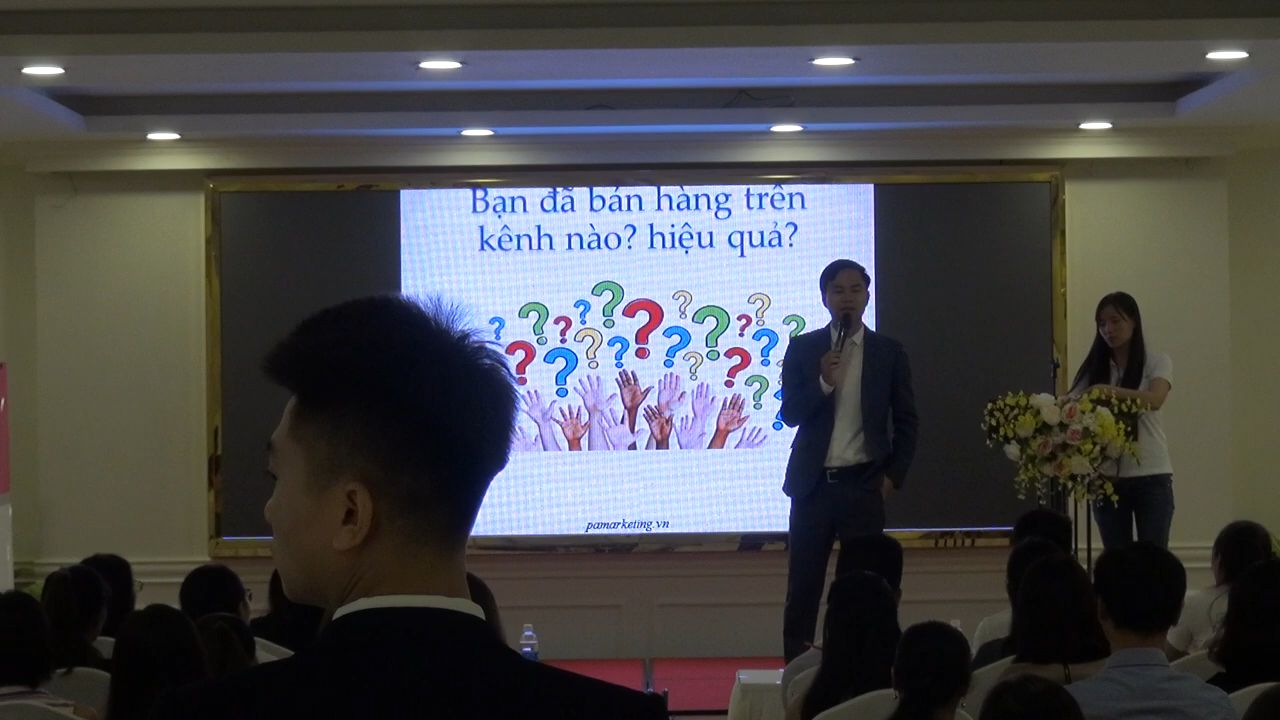 Bạn đã bán hàng trên
kênh nào? hiệu quả?
pamarketing.vn